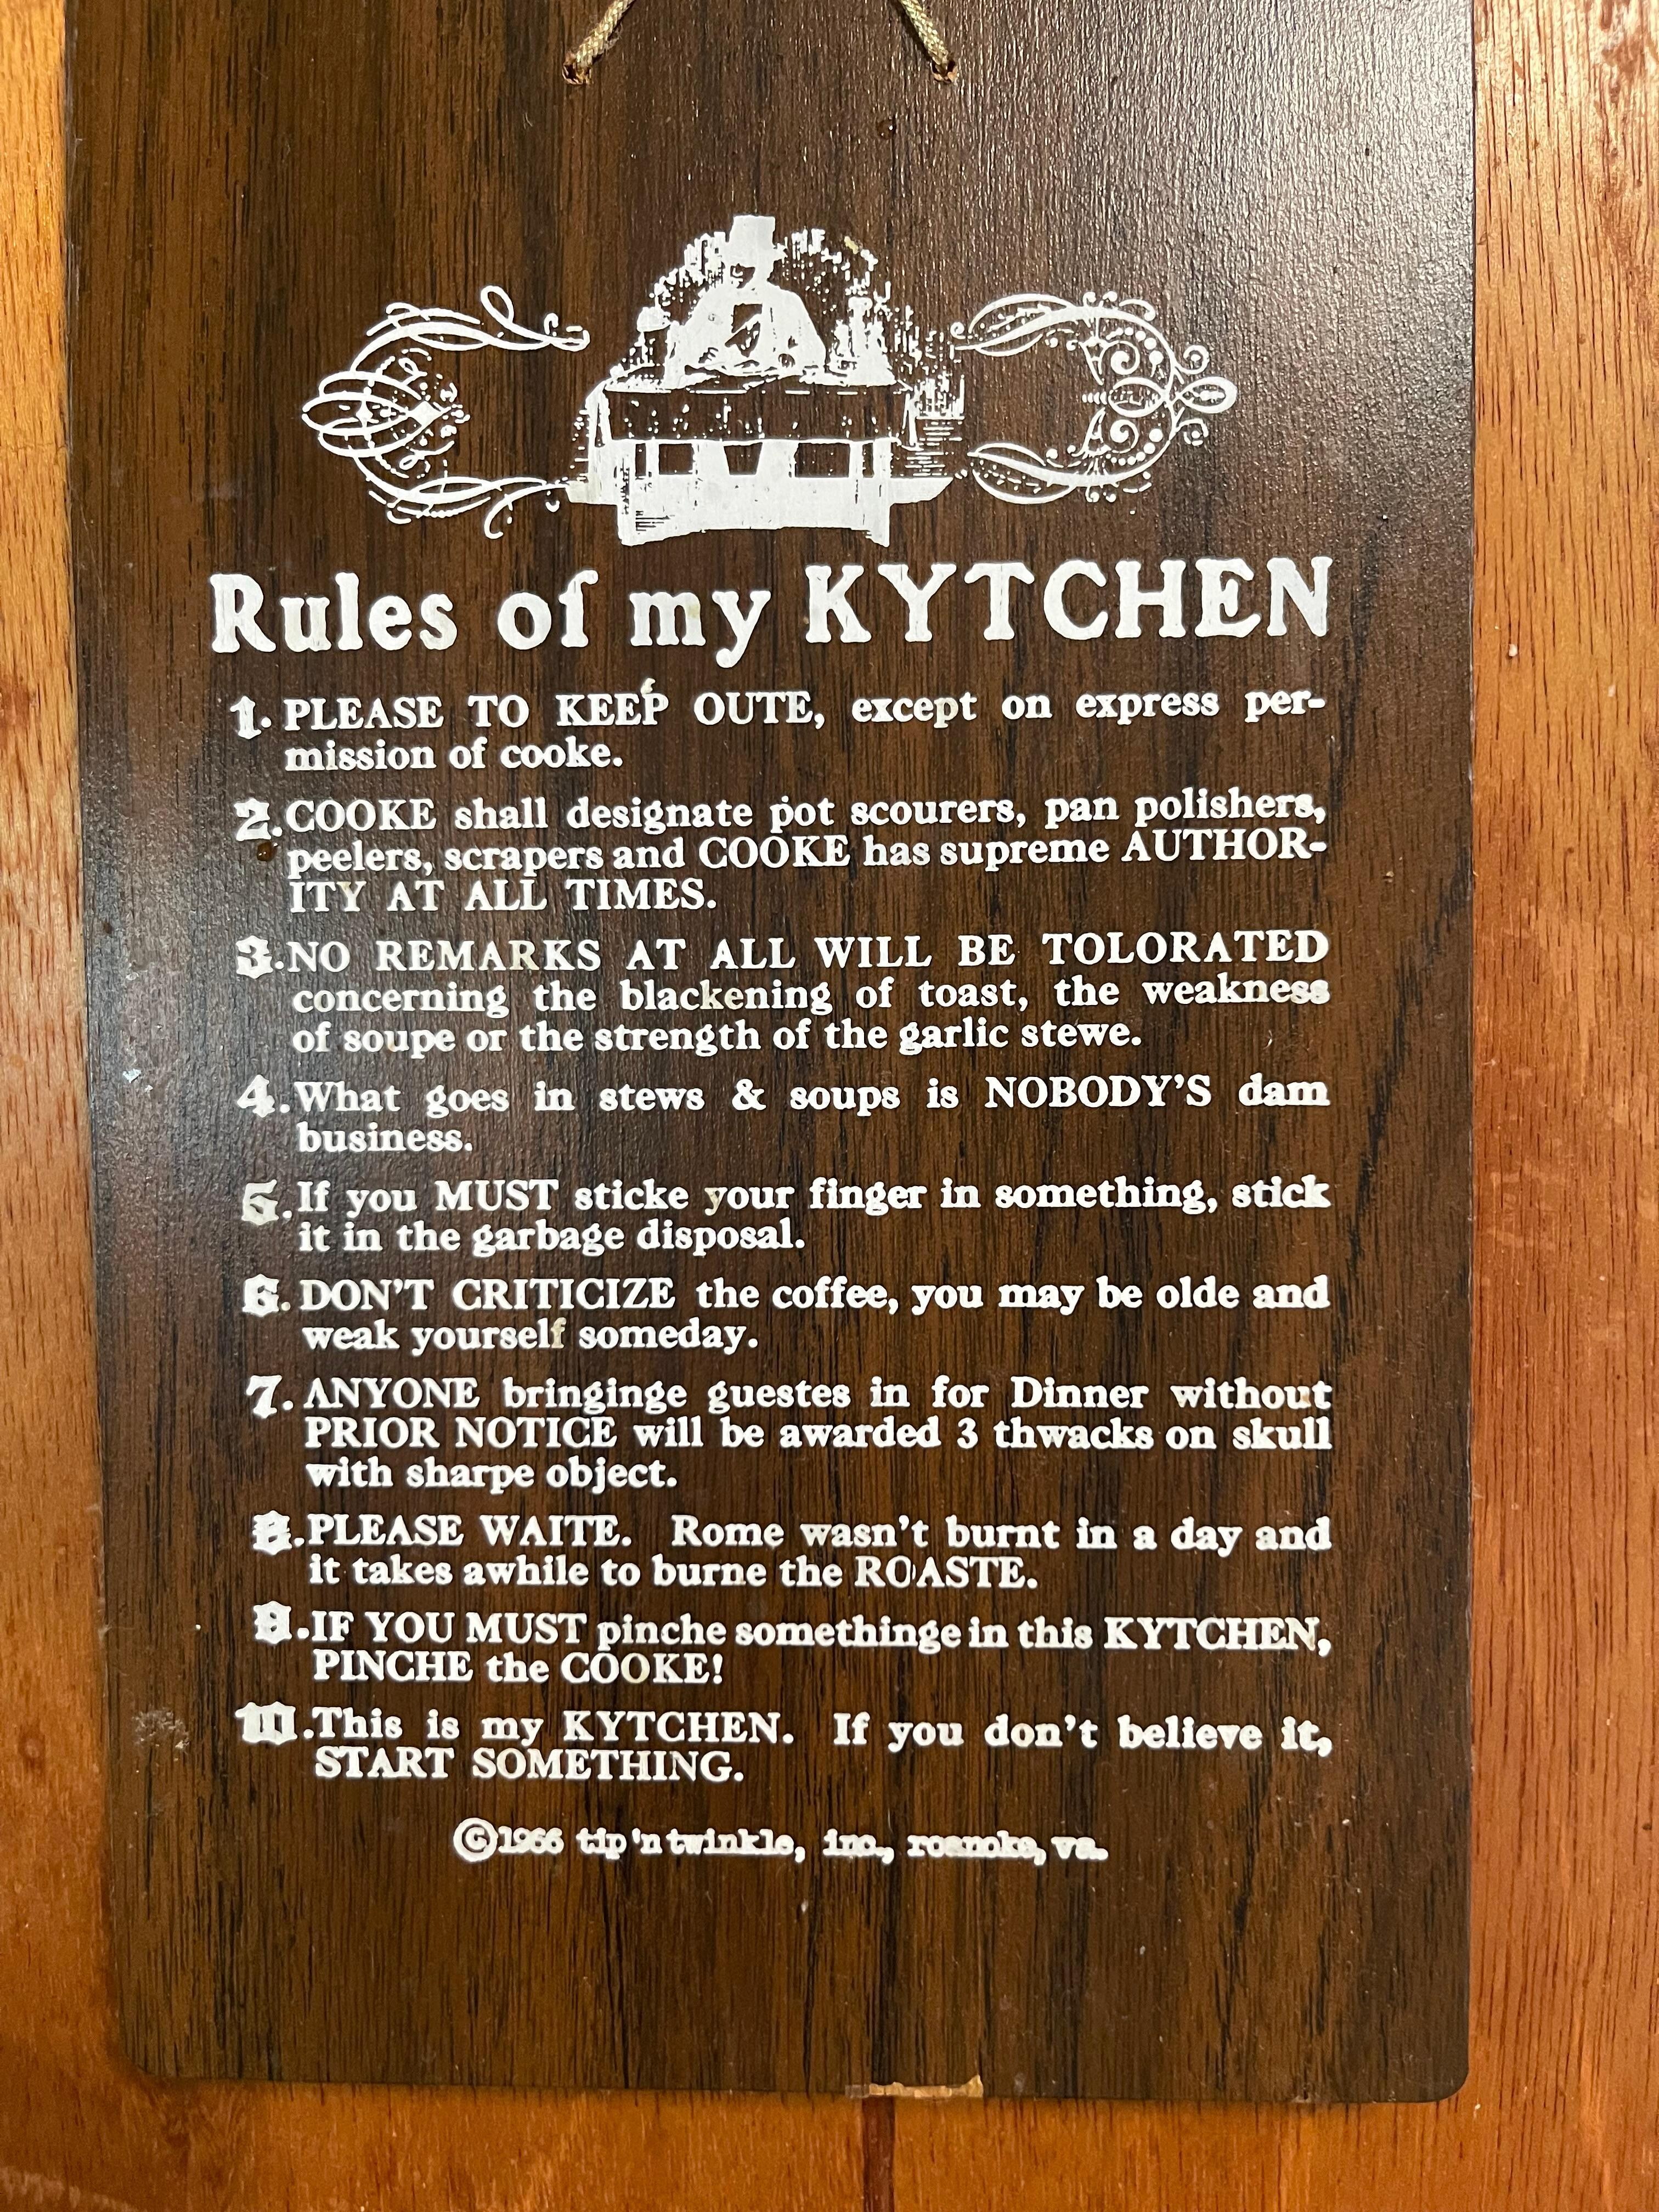 Rules of my KYTCHEN
1. PLEASE TO KEEP OUTE, except on express per-
mission of cooke.
2. COOKE shall designate pot scourers, pan polishers,
peelers, scrapers and COOKE has supreme AUTHOR-
ITY AT ALL TIMES.
3. NO REMARKS AT ALL WILL BE TOLORATED
concerning the blackening of toast, the weakness
of soupe or the strength of the garlic stewe.
4. What goes in stews & soups is NOBODY'S dam
business.
5. If you MUST sticke your finger in something, stick
it in the garbage disposal.
6. DON'T CRITICIZE the coffee, you may be olde and
weak yourself someday.
7. ANYONE bringinge guestes in for Dinner without
PRIOR NOTICE will be awarded 3 thwacks on skull
with sharpe object.
8. PLEASE WAITE. Rome wasn't burnt in a day and
it takes awhile to burne the ROASTE.
9. IF YOU MUST pinche somethinge in this KYTCHEN,
PINCHE the COOKE!
10. This is my KYTCHEN. If you don't believe it,
START SOMETHING.
©1966 tip 'n twinkle, inc., roanoke, va.